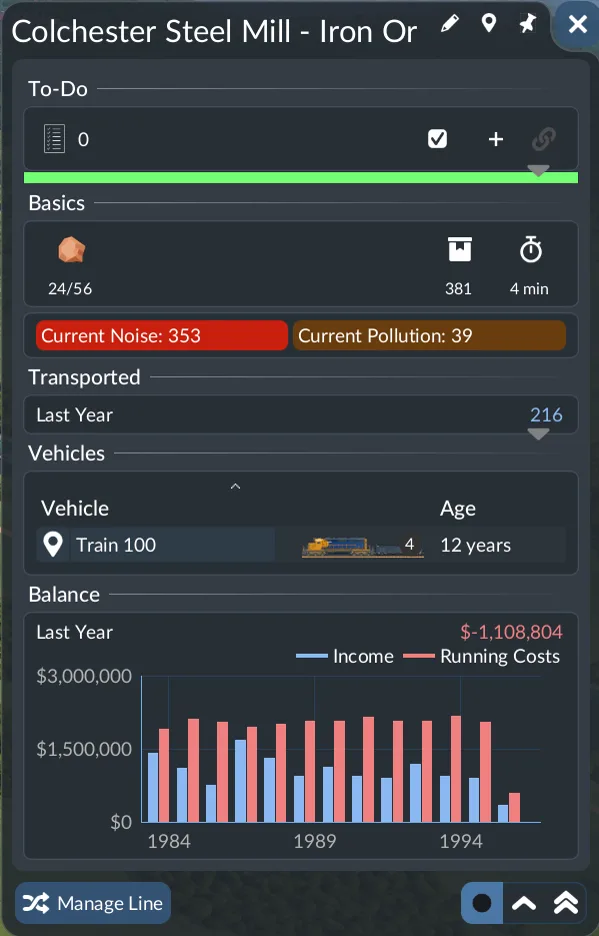 Colchester Steel Mill - Iron Or
To-Do
0
Basics
24/56
381
4 min
Current Noise: 353
Current Pollution: 39
Transported
Last Year
216
Vehicles
Vehicle
Age
Train 100
4
12 years
Balance
Last Year
$-1,108,804
Income
Running Costs
$3,000,000
$1,500,000
$0
1984
1989
1994
Manage Line